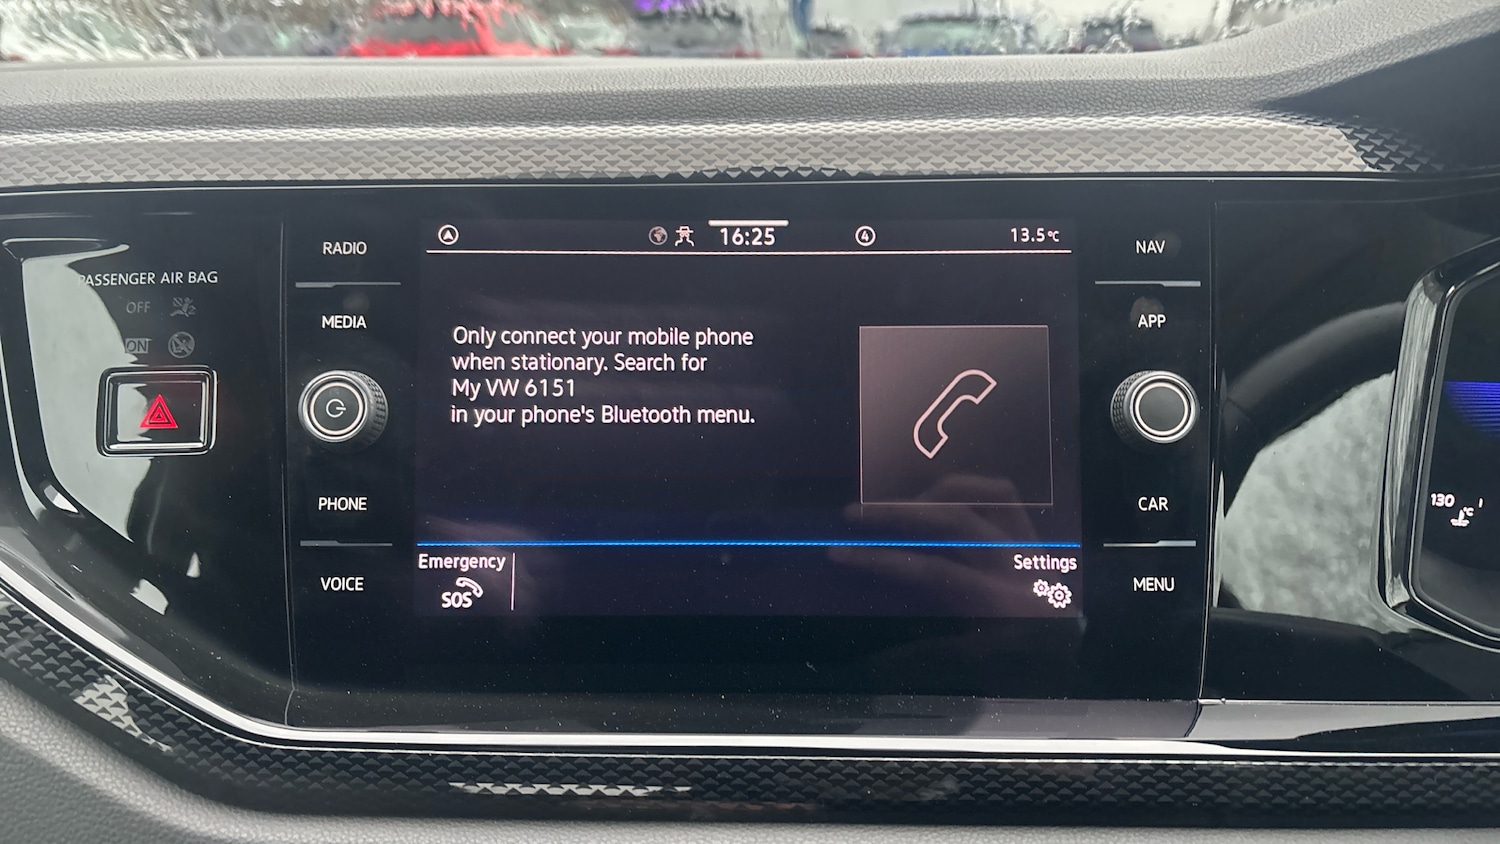 PASSENGER AIR BAG
OFF
ON
RADIO
MEDIA
PHONE
VOICE
16:25
4
13.5°C
Only connect your mobile phone
when stationary. Search for
My VW 6151
in your phone's Bluetooth menu.
Emergency
SOS
Settings
NAV
APP
CAR
MENU
130
°C